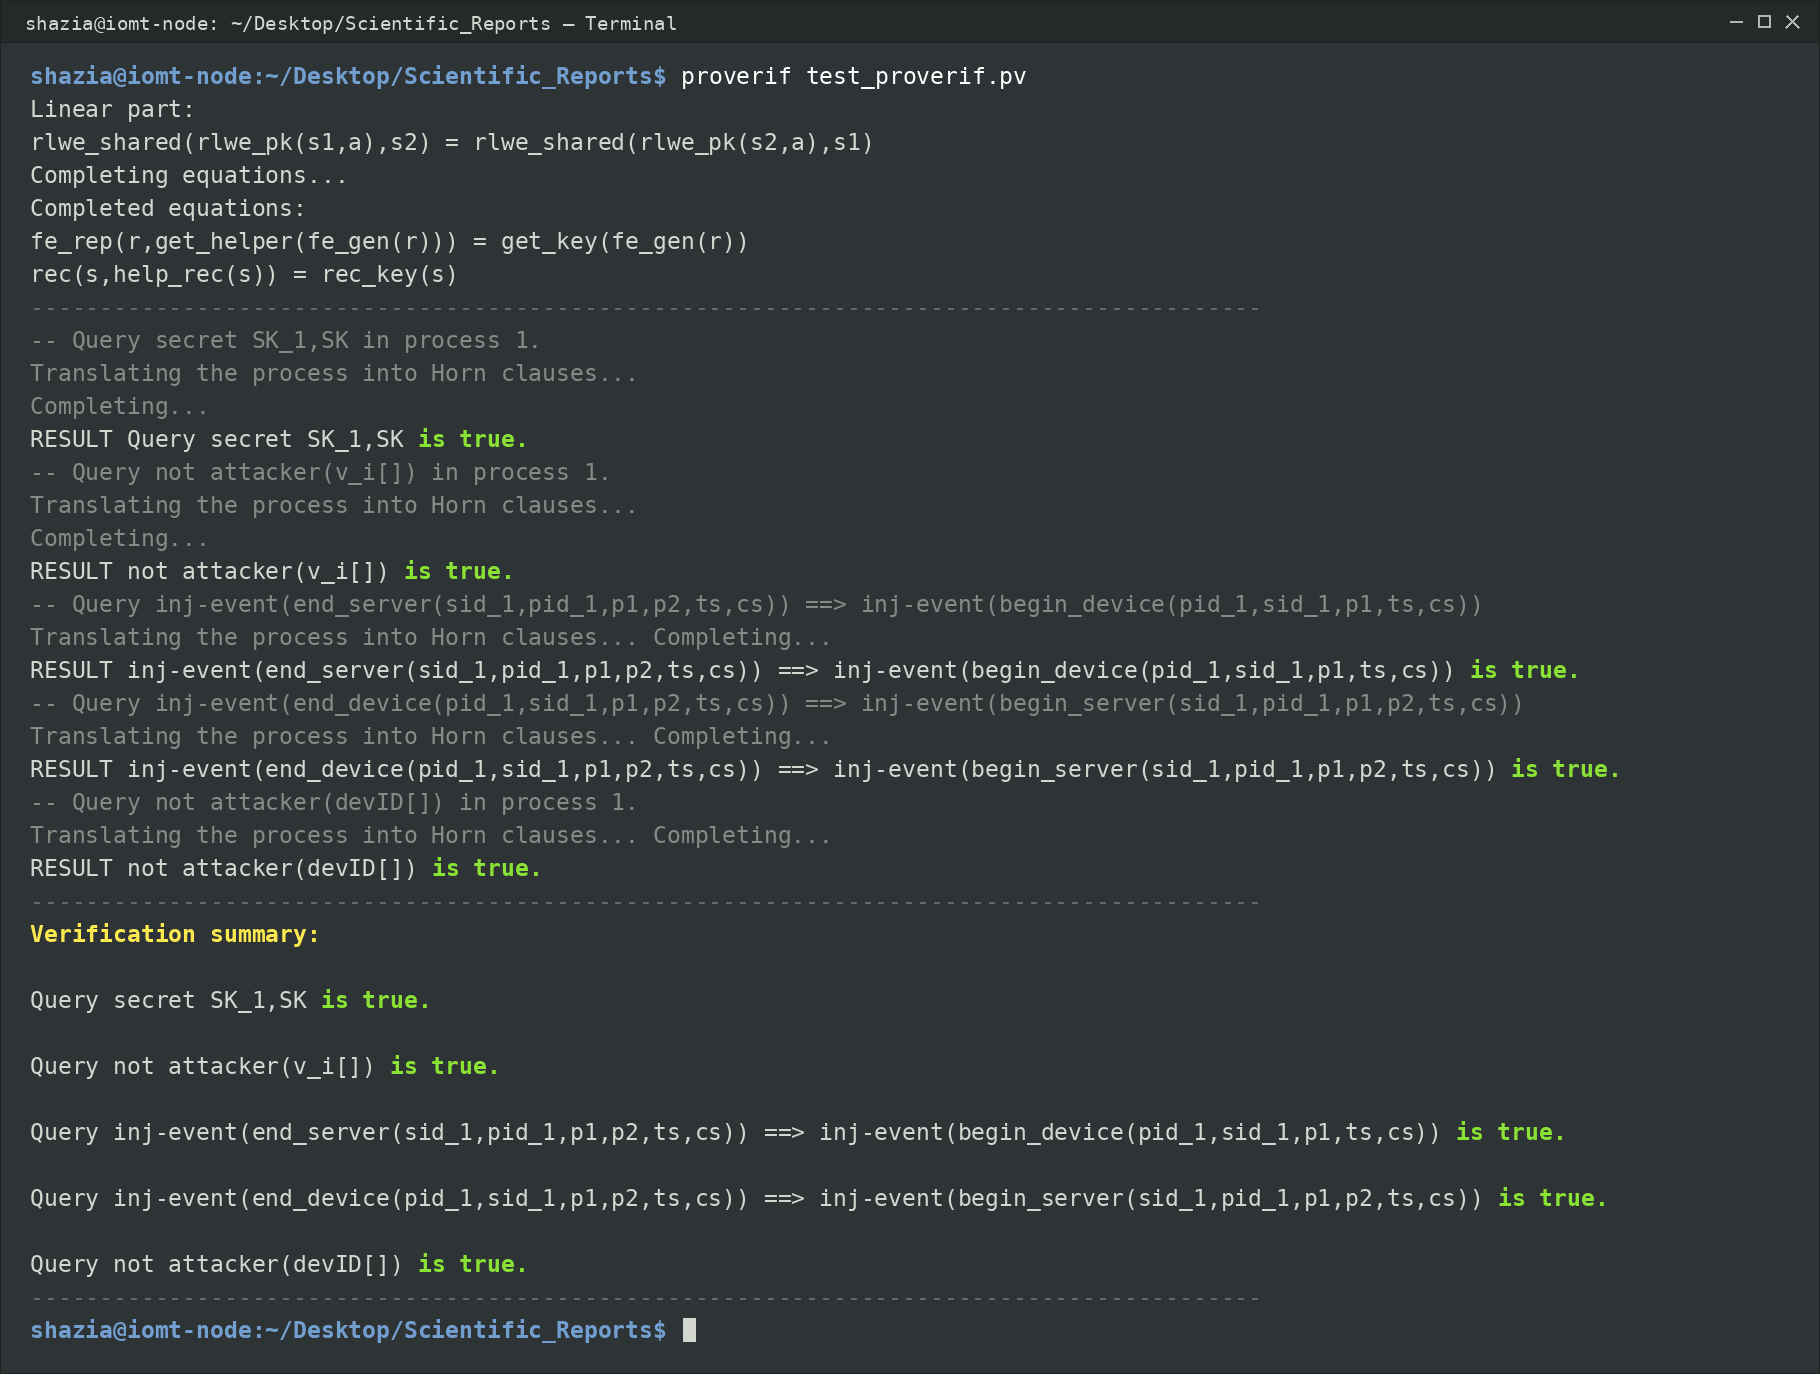 shazia@iomt-node: ~/Desktop/Scientific_Reports — Terminal
shazia@iomt-node:~/Desktop/Scientific_Reports$ proverif test_proverif.pv
Linear part:
rlwe_shared(rlwe_pk(s1,a),s2) = rlwe_shared(rlwe_pk(s2,a),s1)
Completing equations...
Completed equations:
fe_rep(r,get_helper(fe_gen(r))) = get_key(fe_gen(r))
rec(s,help_rec(s)) = rec_key(s)
-----------------------------------------------------------------------------------------
-- Query secret SK_1,SK in process 1.
Translating the process into Horn clauses...
Completing...
RESULT Query secret SK_1,SK is true.
-- Query not attacker(v_i[]) in process 1.
Translating the process into Horn clauses...
Completing...
RESULT not attacker(v_i[]) is true.
-- Query inj-event(end_server(sid_1,pid_1,p1,p2,ts,cs)) ==> inj-event(begin_device(pid_1,sid_1,p1,ts,cs))
Translating the process into Horn clauses... Completing...
RESULT inj-event(end_server(sid_1,pid_1,p1,p2,ts,cs)) ==> inj-event(begin_device(pid_1,sid_1,p1,ts,cs)) is true.
-- Query inj-event(end_device(pid_1,sid_1,p1,p2,ts,cs)) ==> inj-event(begin_server(sid_1,pid_1,p1,p2,ts,cs))
Translating the process into Horn clauses... Completing...
RESULT inj-event(end_device(pid_1,sid_1,p1,p2,ts,cs)) ==> inj-event(begin_server(sid_1,pid_1,p1,p2,ts,cs)) is true.
-- Query not attacker(devID[]) in process 1.
Translating the process into Horn clauses... Completing...
RESULT not attacker(devID[]) is true.
-----------------------------------------------------------------------------------------
Verification summary:
Query secret SK_1,SK is true.
Query not attacker(v_i[]) is true.
Query inj-event(end_server(sid_1,pid_1,p1,p2,ts,cs)) ==> inj-event(begin_device(pid_1,sid_1,p1,ts,cs)) is true.
Query inj-event(end_device(pid_1,sid_1,p1,p2,ts,cs)) ==> inj-event(begin_server(sid_1,pid_1,p1,p2,ts,cs)) is true.
Query not attacker(devID[]) is true.
-----------------------------------------------------------------------------------------
shazia@iomt-node:~/Desktop/Scientific_Reports$